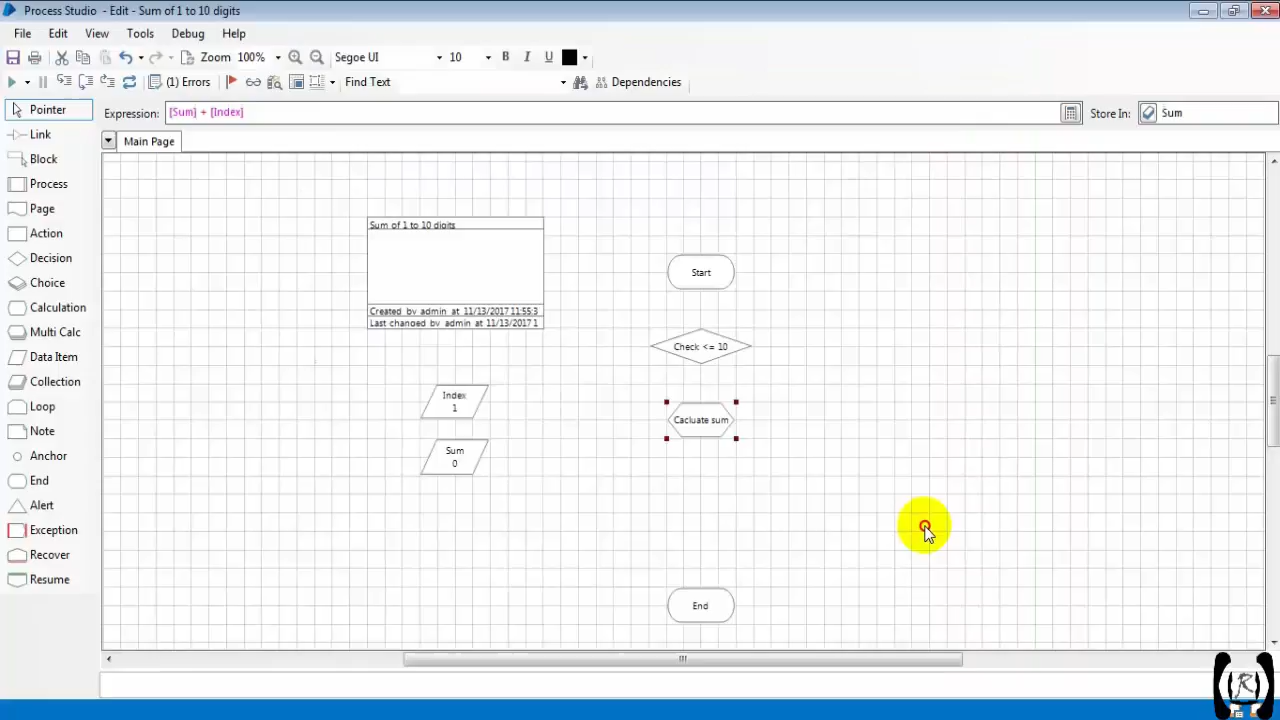 Process Studio - Edit - Sum of 1 to 10 digits
File Edit View Tools Debug Help
Zoom 100% Segoe UI 10 B I U
(1) Errors Find Text Dependencies
Pointer
Expression: [Sum] + [Index] Store In: Sum
Link
Main Page
Block
Process
Page
Action
Decision
Choice
Calculation
Multi Calc
Data Item
Collection
Loop
Note
Anchor
End
Alert
Exception
Recover
Resume
Sum of 1 to 10 digits
Created by admin at 11/13/2017 11:55:3
Last changed by admin at 11/13/2017 1
Start
Check <= 10
Index
1
Cacluate sum
Sum
0
End
R